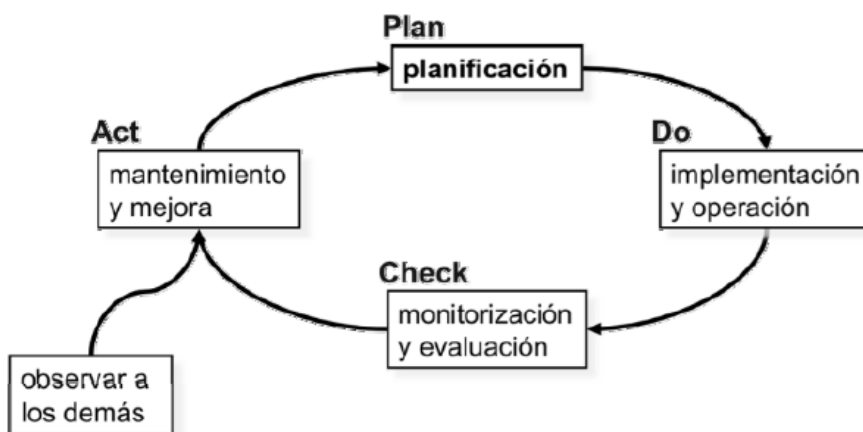 Plan
planificación
Act
mantenimiento
y mejora
Do
implementación
y operación
Check
monitorización
y evaluación
observar a
los demás